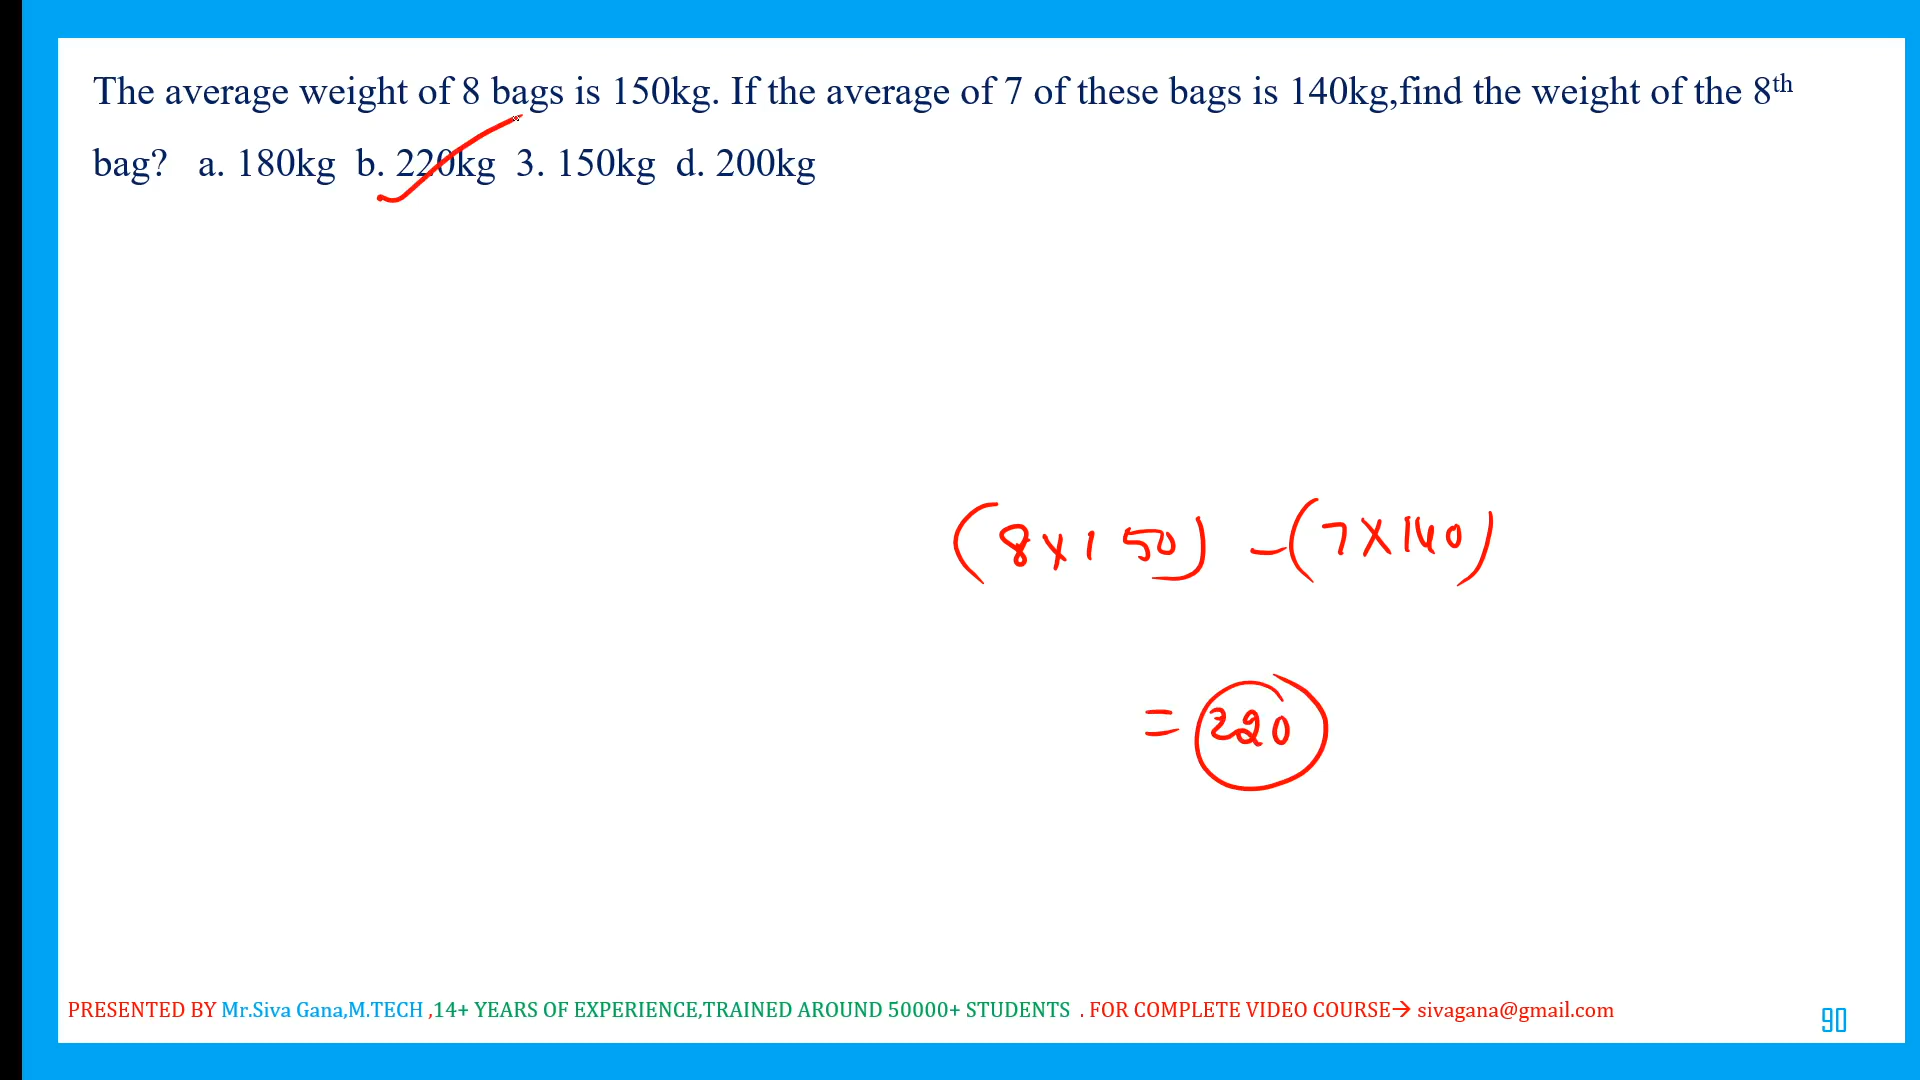 The average weight of 8 bags is 150kg. If the average of 7 of these bags is 140kg,find the weight of the 8th
bag? a. 180kg b. 220kg 3. 150kg d. 200kg
(8x150) -(7X140)
= 220
PRESENTED BY Mr.Siva Gana,M.TECH ,14+ YEARS OF EXPERIENCE,TRAINED AROUND 50000+ STUDENTS . FOR COMPLETE VIDEO COURSE→ sivagana@gmail.com
90